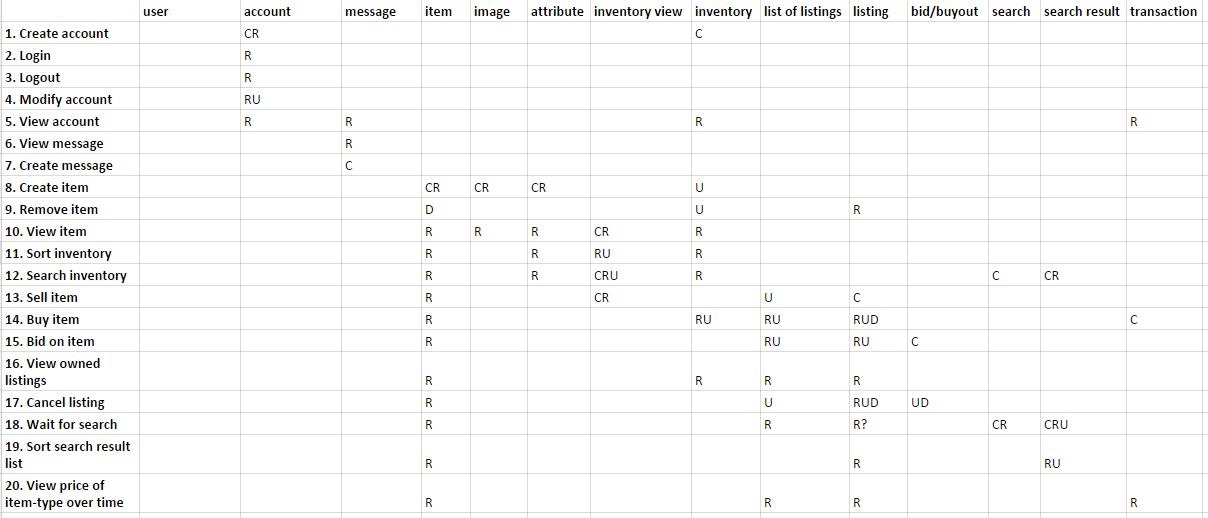 user account message item image attribute inventory view inventory list of listings listing bid/buyout search search result transaction
1. Create account CR C
2. Login R
3. Logout R
4. Modify account RU
5. View account R R R R
6. View message R
7. Create message C
8. Create item CR CR CR U
9. Remove item D U R
10. View item R R R CR R
11. Sort inventory R R RU R
12. Search inventory R R CRU R C CR
13. Sell item R CR U C
14. Buy item R RU RU RUD C
15. Bid on item R RU RU C
16. View owned
listings R R R R
17. Cancel listing R U RUD UD
18. Wait for search R R R? CR CRU
19. Sort search result
list R R RU
20. View price of
item-type over time R R R R